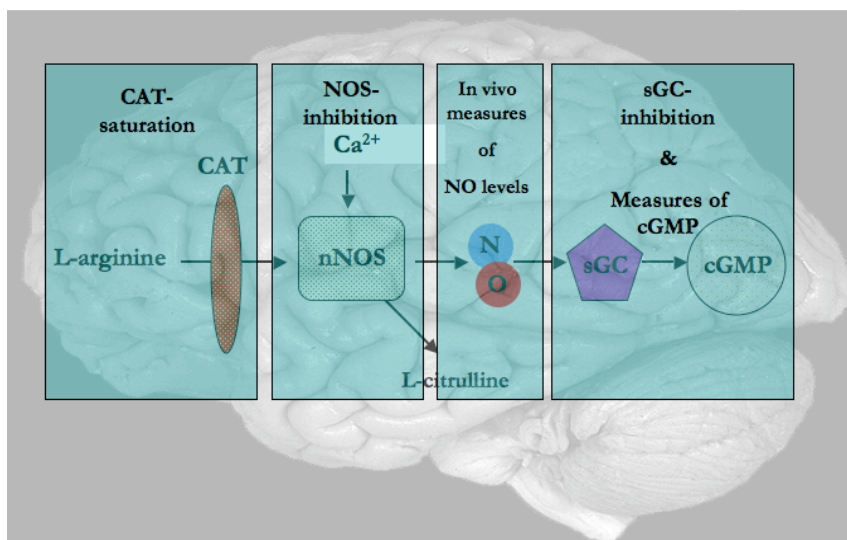 CAT-
saturation
CAT
L-arginine
NOS-
inhibition
Ca²⁺
nNOS
L-citrulline
In vivo
measures
of
NO levels
N
O
sGC-
inhibition
&
Measures of
cGMP
sGC
cGMP